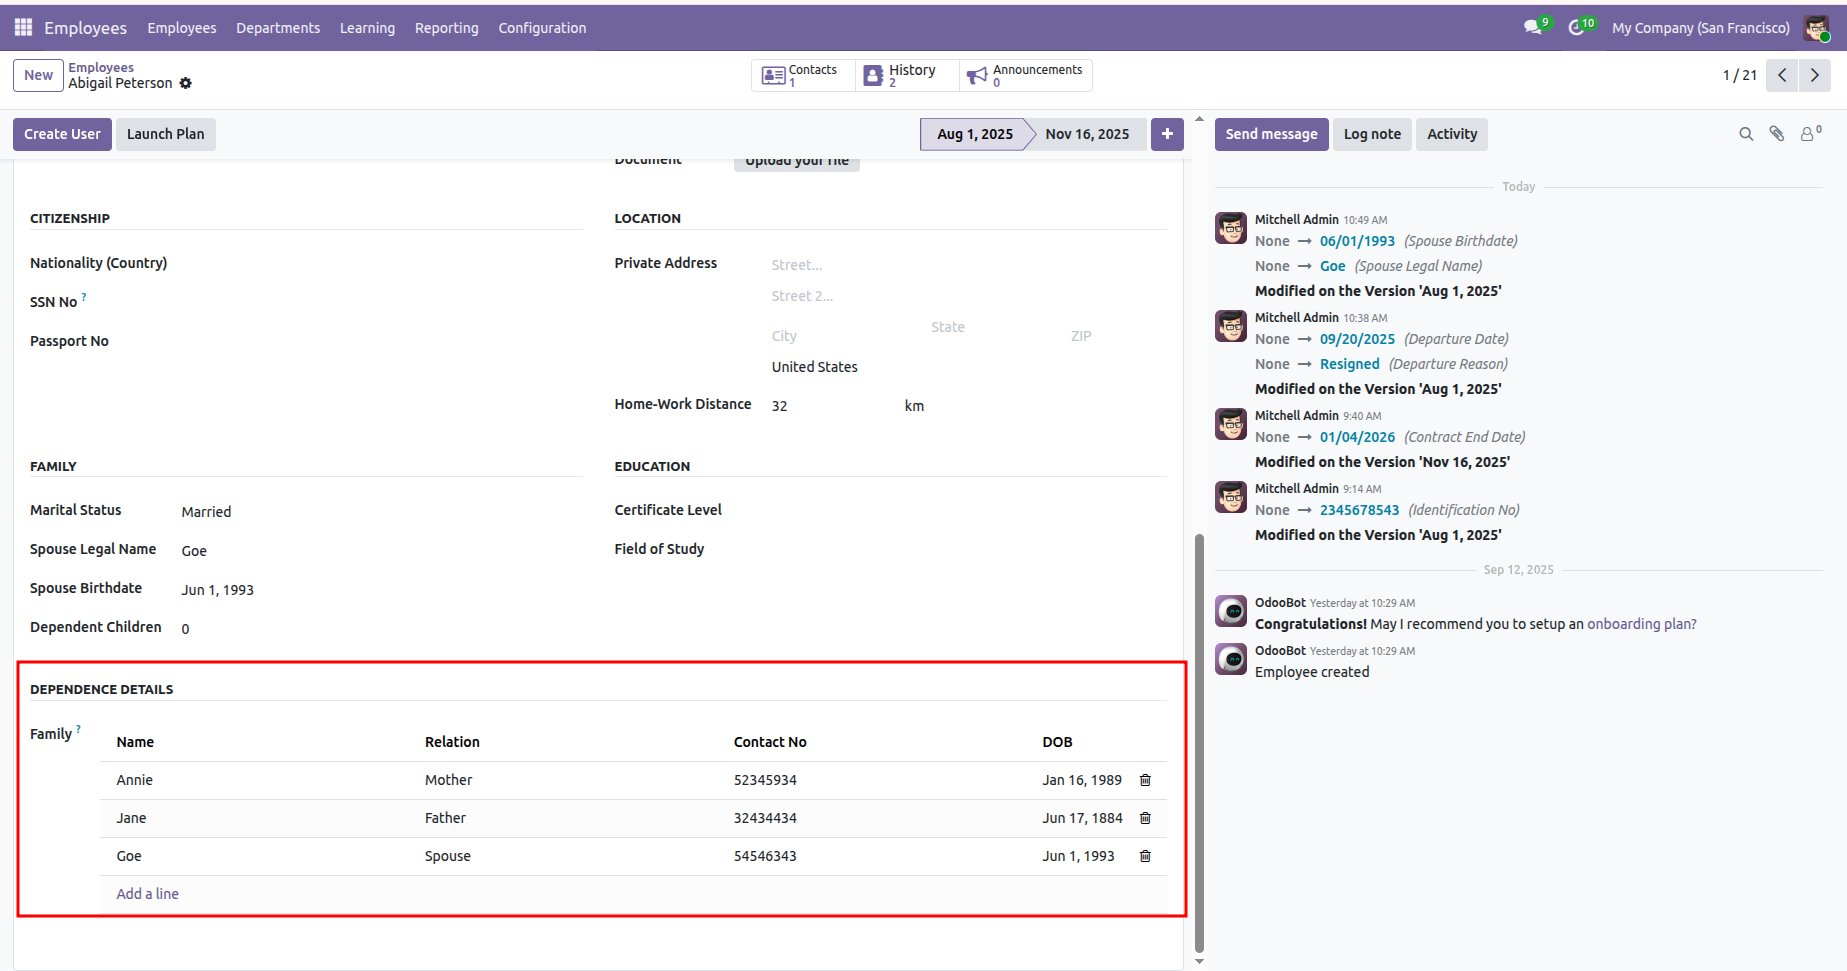 Employees Employees Departments Learning Reporting Configuration 9 10 My Company (San Francisco)
New Employees
Abigail Peterson
Contacts 1 History 2 Announcements 0
1 / 21
Create User Launch Plan Aug 1, 2025 Nov 16, 2025 +
Send message Log note Activity 0
Document Upload your file
CITIZENSHIP
Nationality (Country)
SSN No ?
Passport No
LOCATION
Private Address Street...
Street 2...
City State ZIP
United States
Home-Work Distance 32 km
FAMILY
Marital Status Married
Spouse Legal Name Goe
Spouse Birthdate Jun 1, 1993
Dependent Children 0
EDUCATION
Certificate Level
Field of Study
DEPENDENCE DETAILS
Family ?
Name Relation Contact No DOB
Annie Mother 52345934 Jan 16, 1989
Jane Father 32434434 Jun 17, 1884
Goe Spouse 54546343 Jun 1, 1993
Add a line
Today
Mitchell Admin 10:49 AM
None → 06/01/1993 (Spouse Birthdate)
None → Goe (Spouse Legal Name)
Modified on the Version 'Aug 1, 2025'
Mitchell Admin 10:38 AM
None → 09/20/2025 (Departure Date)
None → Resigned (Departure Reason)
Modified on the Version 'Aug 1, 2025'
Mitchell Admin 9:40 AM
None → 01/04/2026 (Contract End Date)
Modified on the Version 'Nov 16, 2025'
Mitchell Admin 9:14 AM
None → 2345678543 (Identification No)
Modified on the Version 'Aug 1, 2025'
Sep 12, 2025
OdooBot Yesterday at 10:29 AM
Congratulations! May I recommend you to setup an onboarding plan?
OdooBot Yesterday at 10:29 AM
Employee created